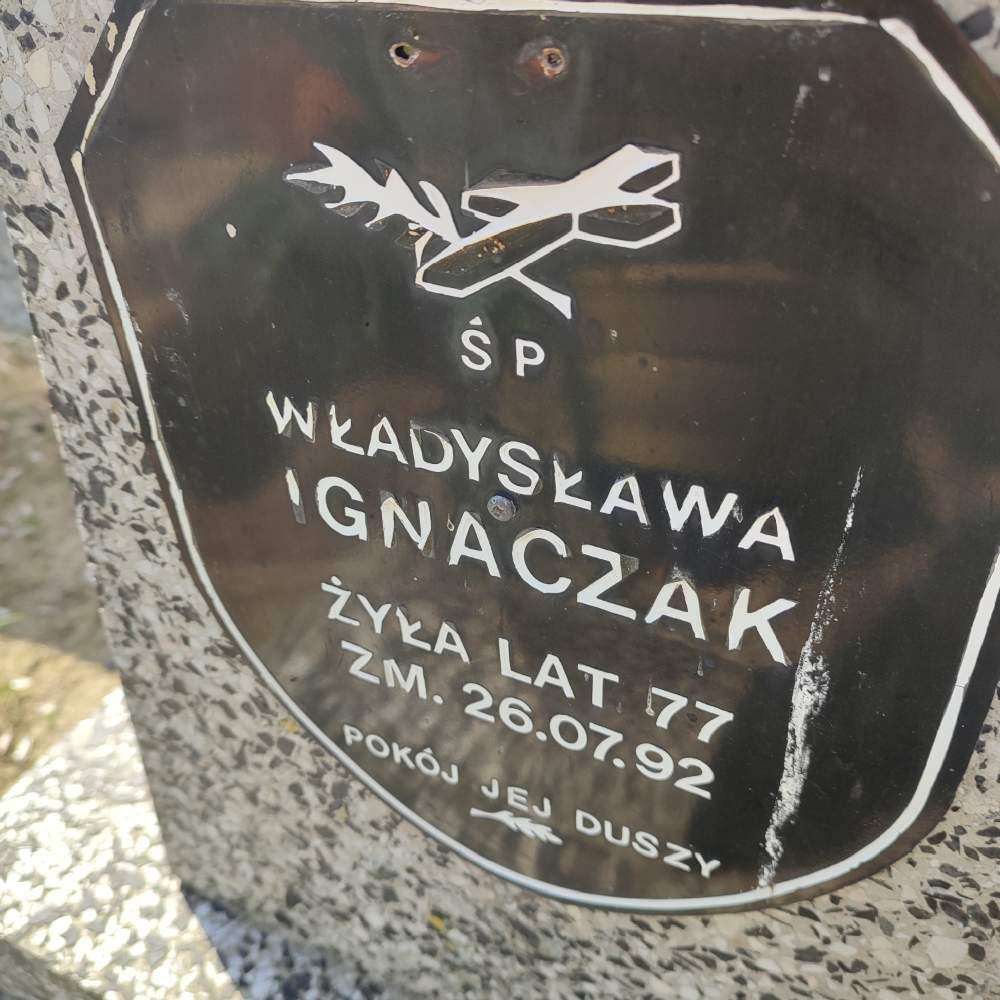 ŚP
WŁADYSŁAWA
IGNACZAK
ŻYŁA LAT 77
ZM. 26.07.92
POKÓJ JEJ DUSZY